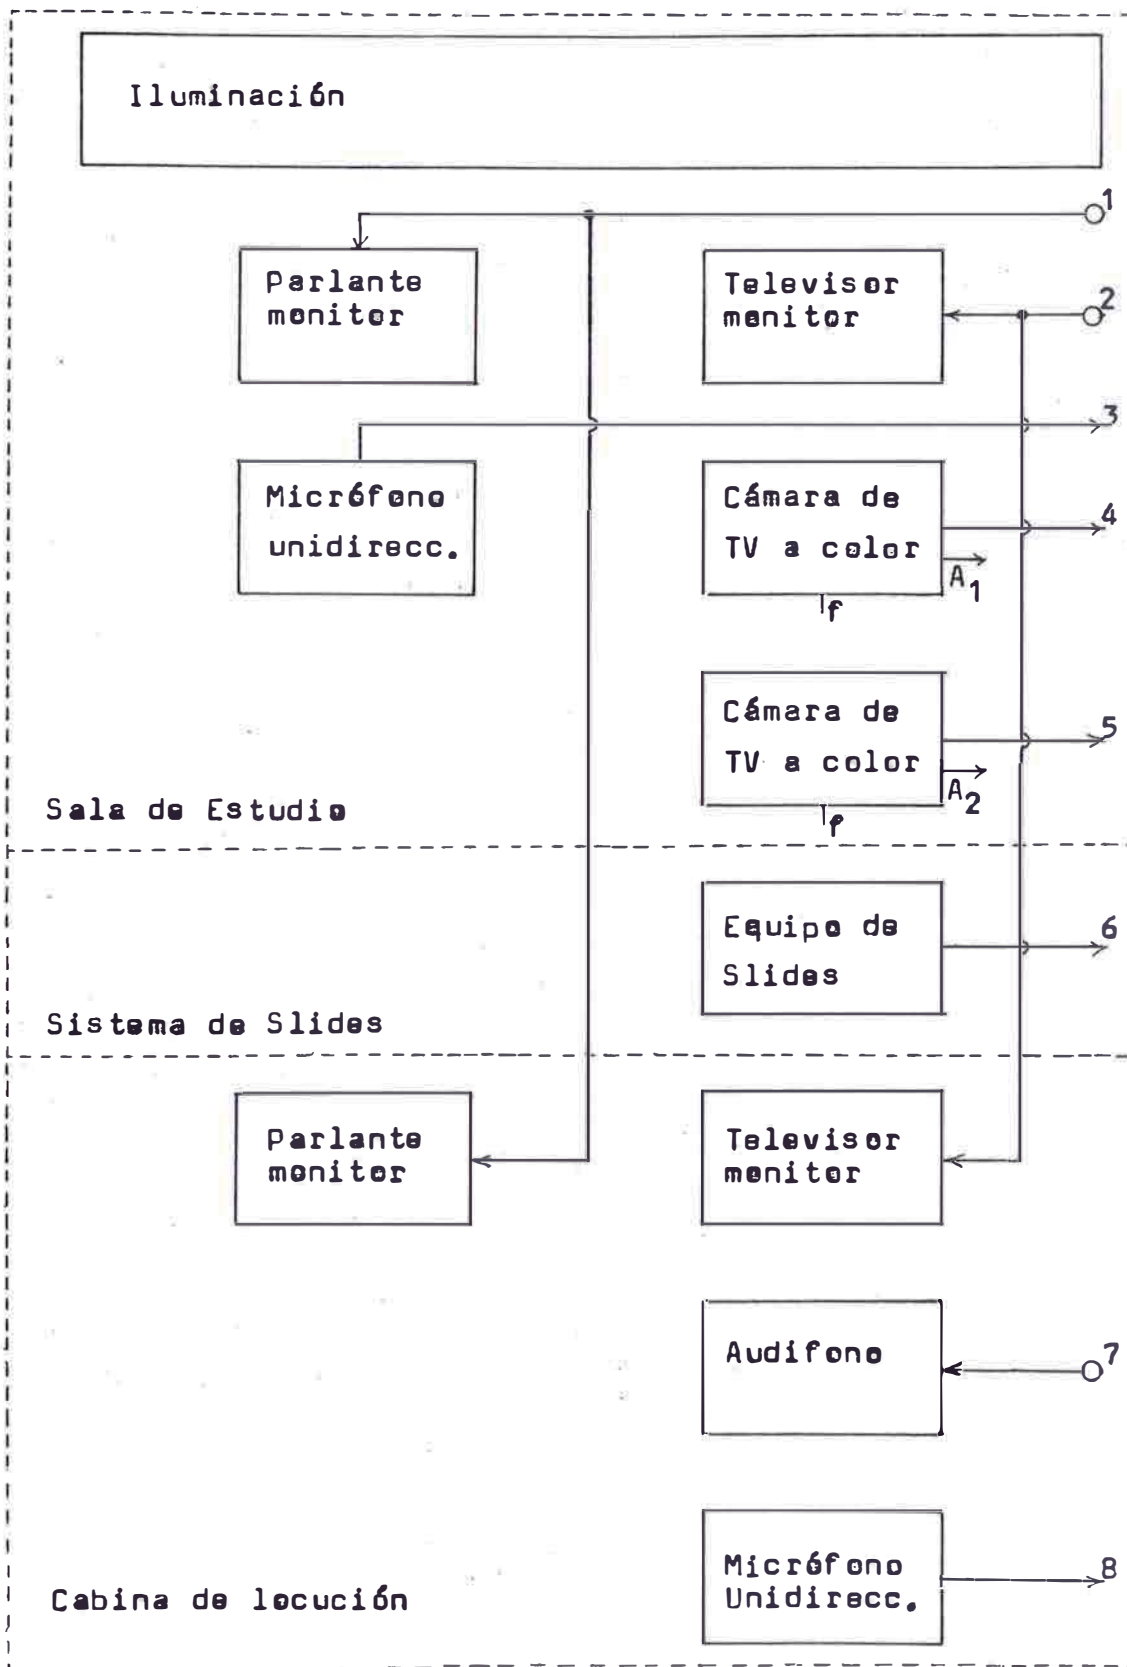 Iluminación
1
Parlante
monitor
Televisor
monitor
2
3
Micrófono
unidirecc.
Cámara de
TV a color
4
A1
f
Cámara de
TV a color
5
A2
f
Sala de Estudio
Equipo de
Slides
6
Sistema de Slides
Parlante
monitor
Televisor
monitor
Audifono
7
Micrófono
Unidirecc.
8
Cabina de locución